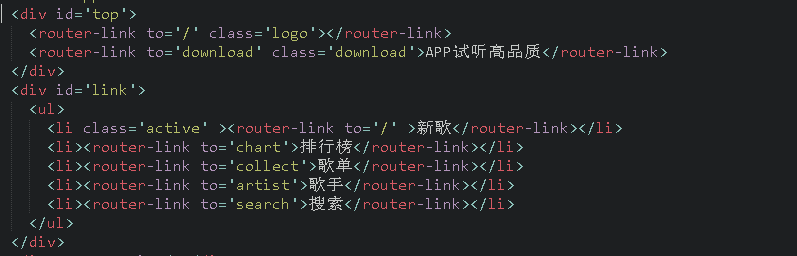 <div id='top'>
<router-link to='/' class='logo'></router-link>
<router-link to='download' class='download'>APP试听高品质</router-link>
</div>
<div id='link'>
<ul>
<li class='active' ><router-link to='/' >新歌</router-link></li>
<li><router-link to='chart'>排行榜</router-link></li>
<li><router-link to='collect'>歌单</router-link></li>
<li><router-link to='artist'>歌手</router-link></li>
<li><router-link to='search'>搜索</router-link></li>
</ul>
</div>